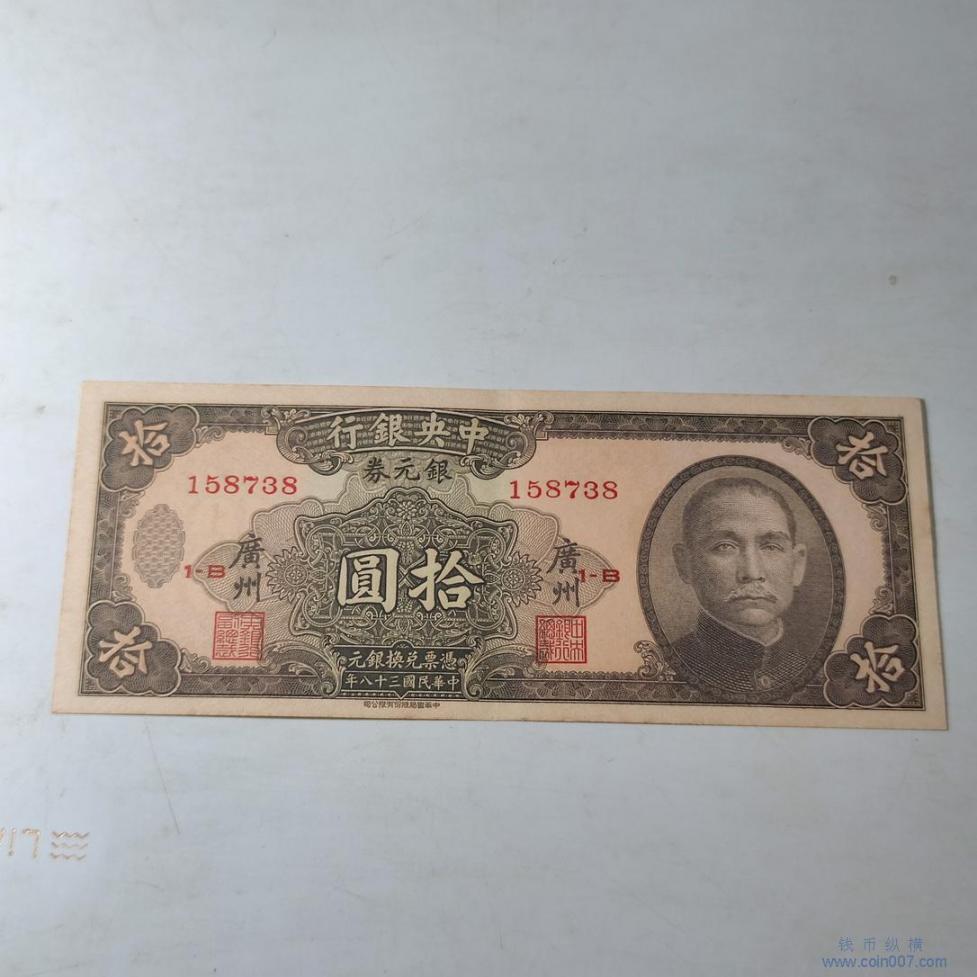 中央銀行
銀元券
拾
拾
158738
158738
廣州
廣州
1-B
1-B
拾圓
憑票兌換銀元
中華民國三十八年
拾
拾
钱币纵横
www.coin007.com